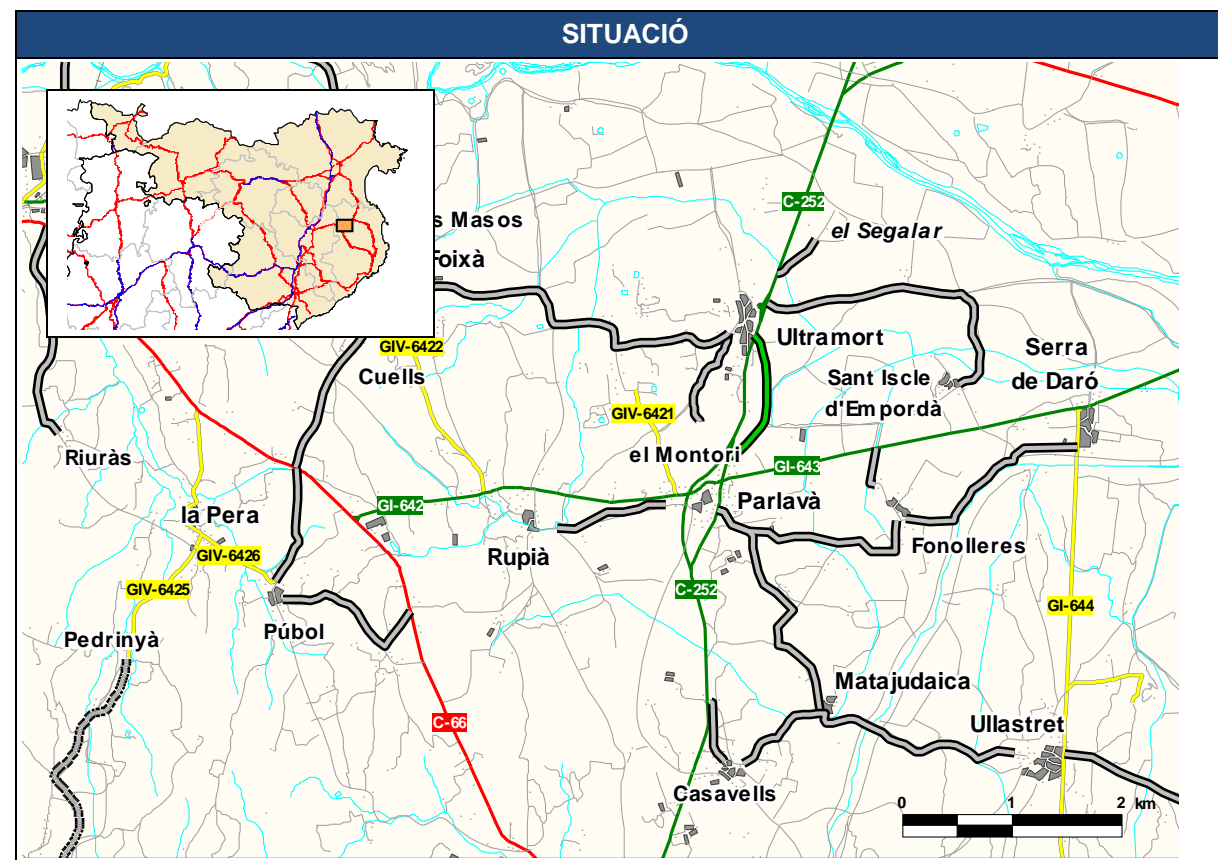 SITUACIÓ
C-252
el Segalar
s Masos
Foixà
Ultramort
GIV-6422
Cuells
Serra
de Daró
Sant Iscle
d'Empordà
GIV-6421
Riuràs
el Montori
GI-643
GI-642
Parlavà
la Pera
Rupià
Fonolleres
GIV-6426
GIV-6425
C-252
GI-644
Púbol
Pedrinyà
Matajudaica
C-66
Ullastret
Casavells
0 1 2 km